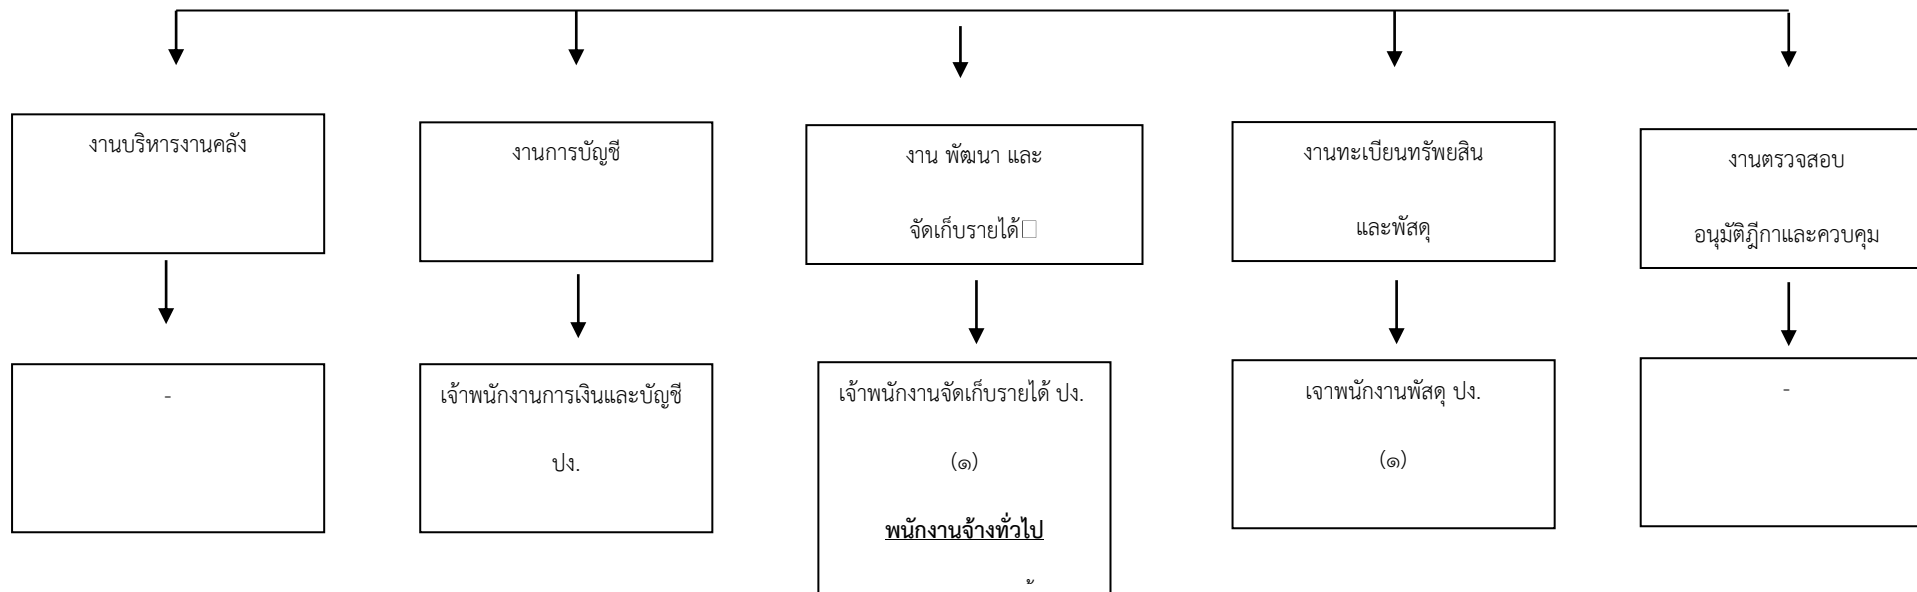 งานบริหารงานคลัง
งานการบัญชี
งาน พัฒนา และ
จัดเก็บรายได้
งานทะเบียนทรัพยสิน
และพัสดุ
งานตรวจสอบ
อนุมัติฎีกาและควบคุม
-
เจ้าพนักงานการเงินและบัญชี
ปง.
เจ้าพนักงานจัดเก็บรายได้ ปง.
(๑)
พนักงานจ้างทั่วไป
เจาพนักงานพัสดุ ปง.
(๑)
-